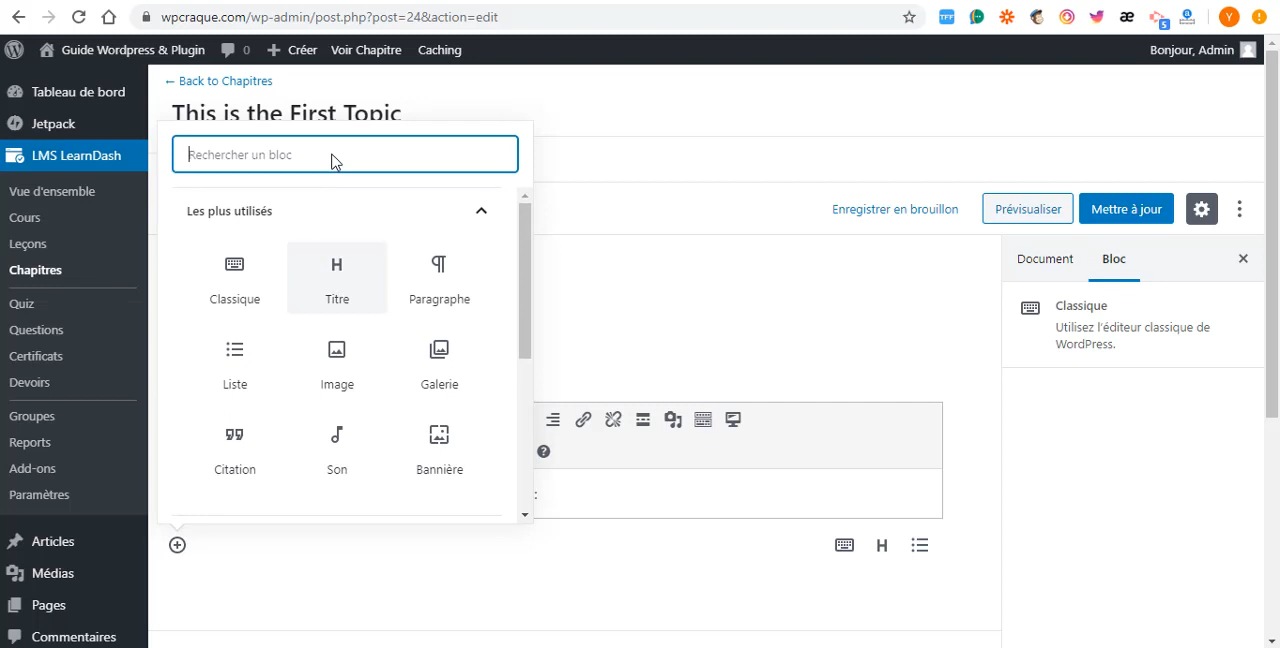 wpcraque.com/wp-admin/post.php?post=24&action=edit
TFF
æ
5
Y
Guide Wordpress & Plugin
0
Créer
Voir Chapitre
Caching
Bonjour, Admin
Tableau de bord
Jetpack
LMS LearnDash
Vue d'ensemble
Cours
Leçons
Chapitres
Quiz
Questions
Certificats
Devoirs
Groupes
Reports
Add-ons
Paramètres
Articles
Médias
Pages
Commentaires
← Back to Chapitres
This is the First Topic
Rechercher un bloc
Les plus utilisés
Classique
Titre
Paragraphe
Liste
Image
Galerie
Citation
Son
Bannière
Enregistrer en brouillon
Prévisualiser
Mettre à jour
:
Document
Bloc
Classique
Utilisez l'éditeur classique de
WordPress.